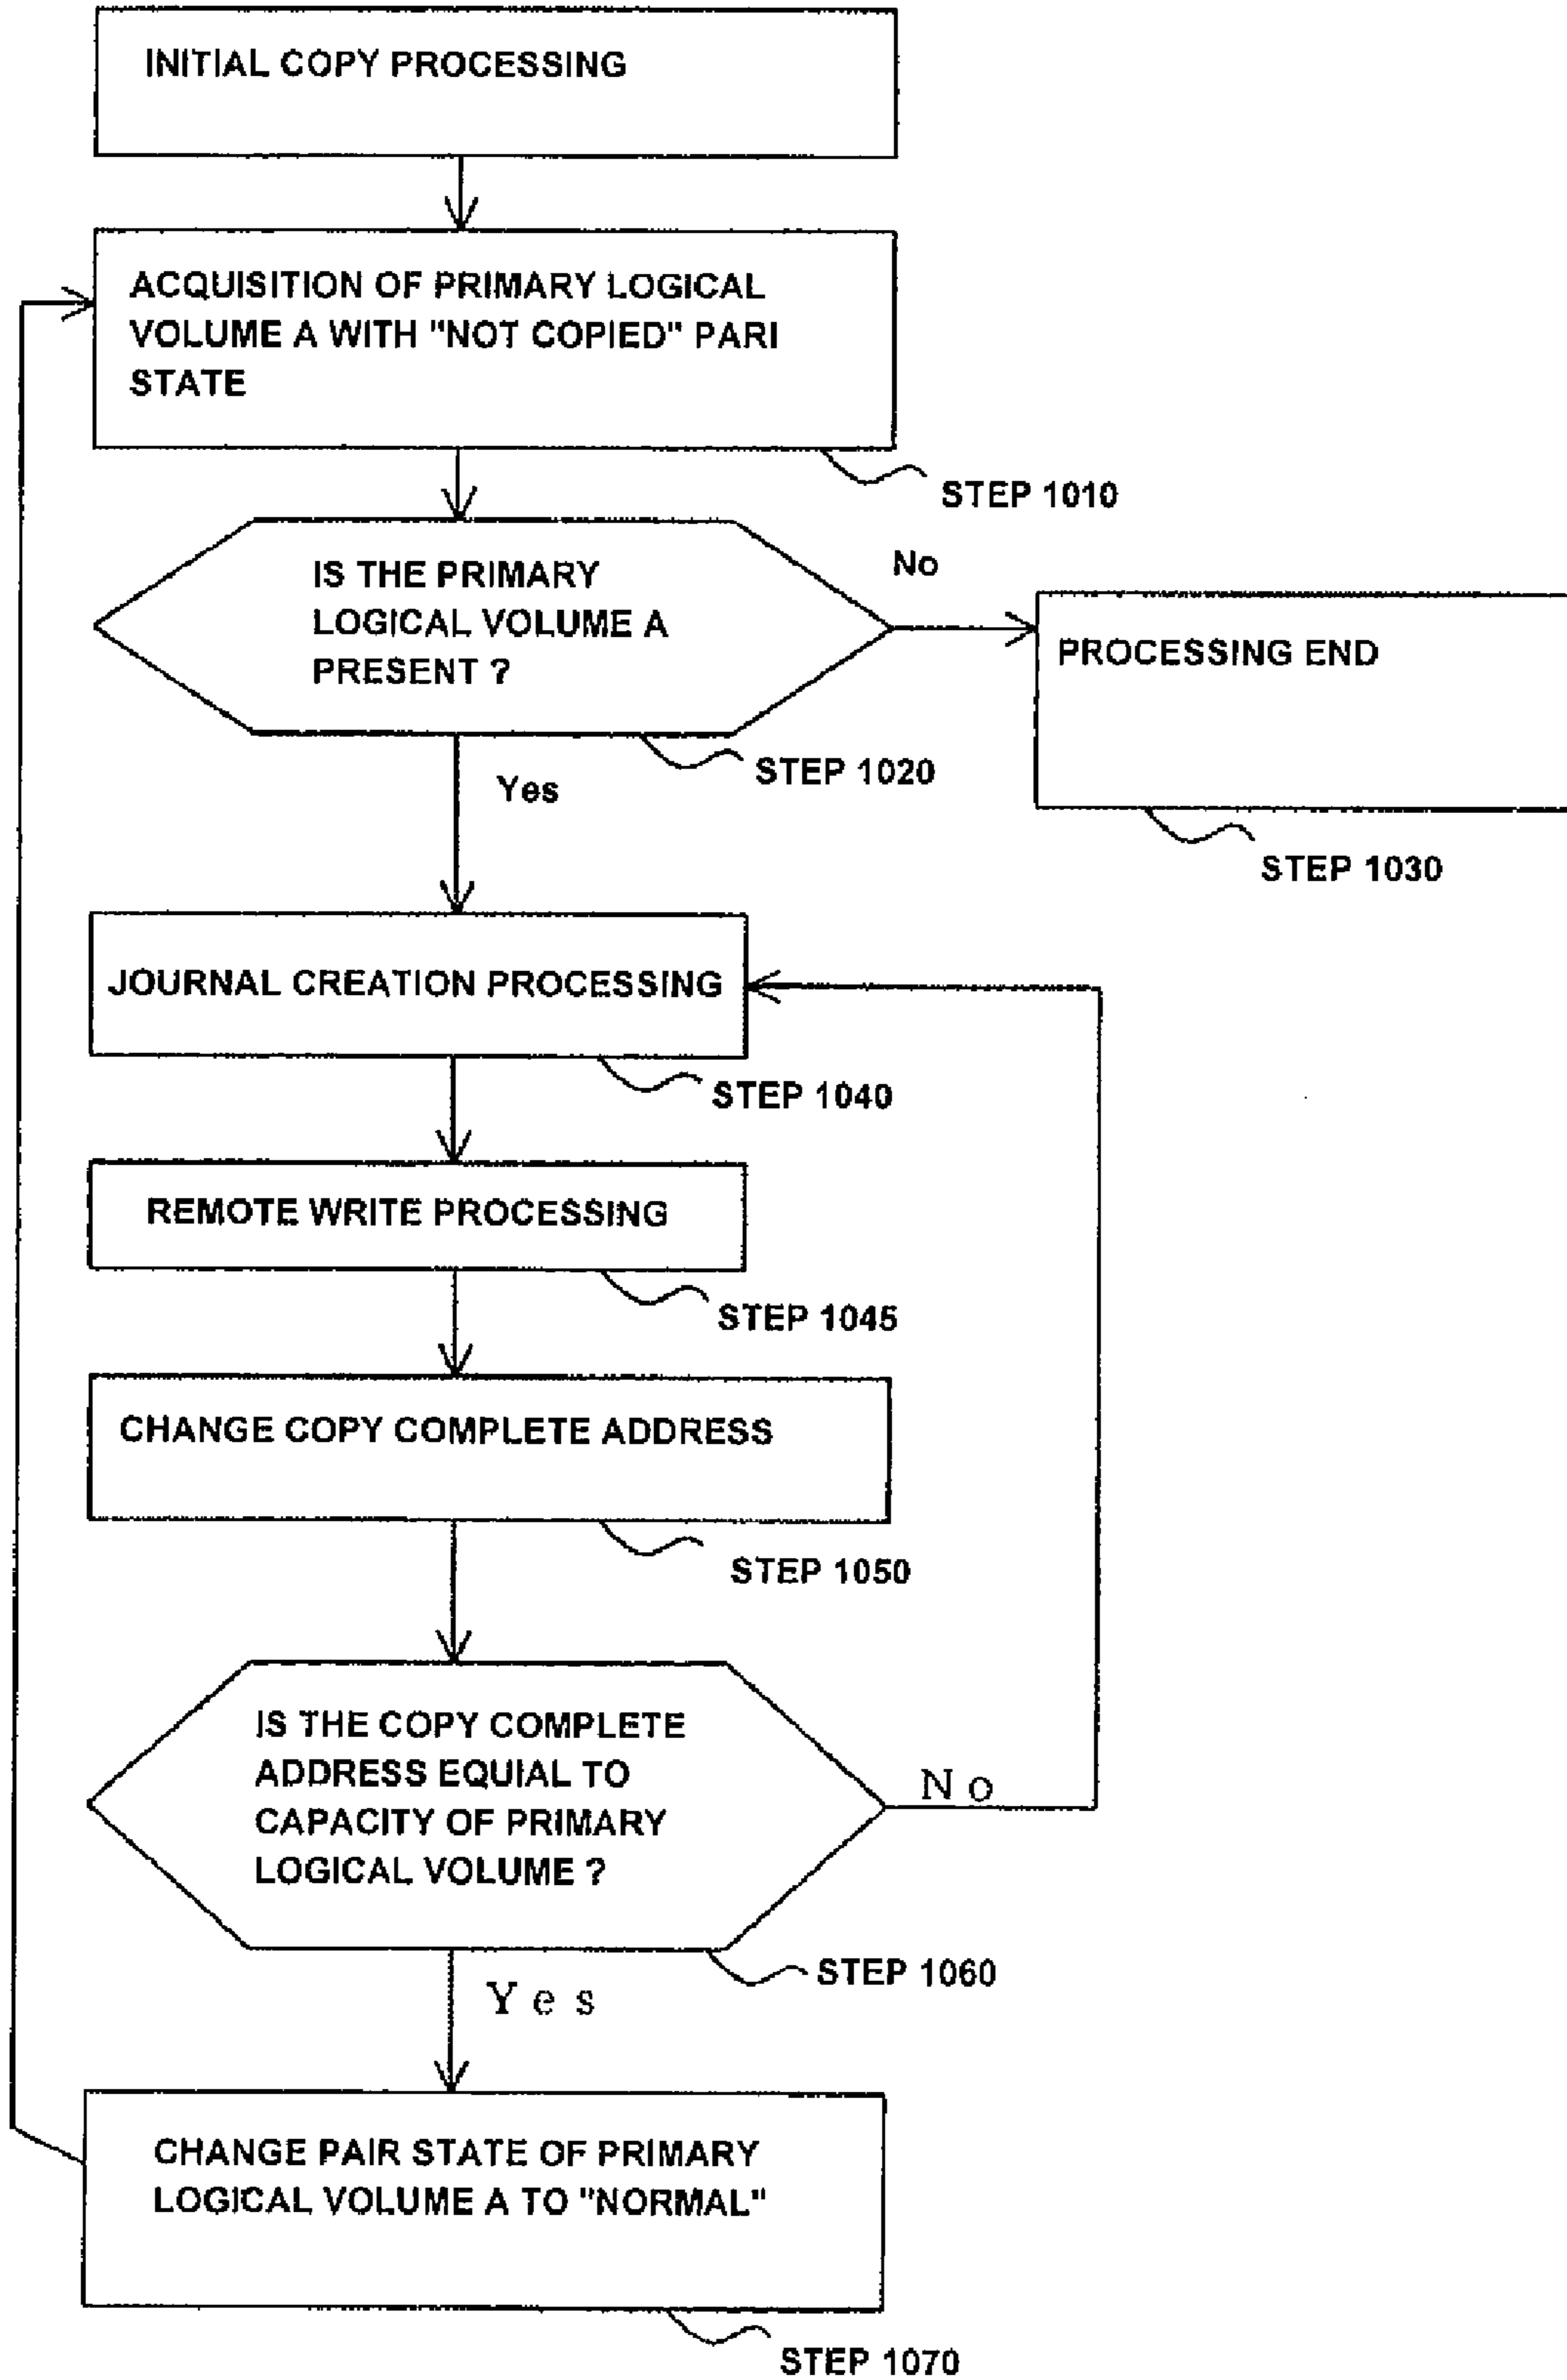 INITIAL COPY PROCESSING
ACQUISITION OF PRIMARY LOGICAL
VOLUME A WITH "NOT COPIED" PARI
STATE
STEP 1010
IS THE PRIMARY
LOGICAL VOLUME A
PRESENT ?
No
PROCESSING END
STEP 1020
Yes
STEP 1030
JOURNAL CREATION PROCESSING
STEP 1040
REMOTE WRITE PROCESSING
STEP 1045
CHANGE COPY COMPLETE ADDRESS
STEP 1050
IS THE COPY COMPLETE
ADDRESS EQUIAL TO
CAPACITY OF PRIMARY
LOGICAL VOLUME ?
No
STEP 1060
Yes
CHANGE PAIR STATE OF PRIMARY
LOGICAL VOLUME A TO "NORMAL"
STEP 1070